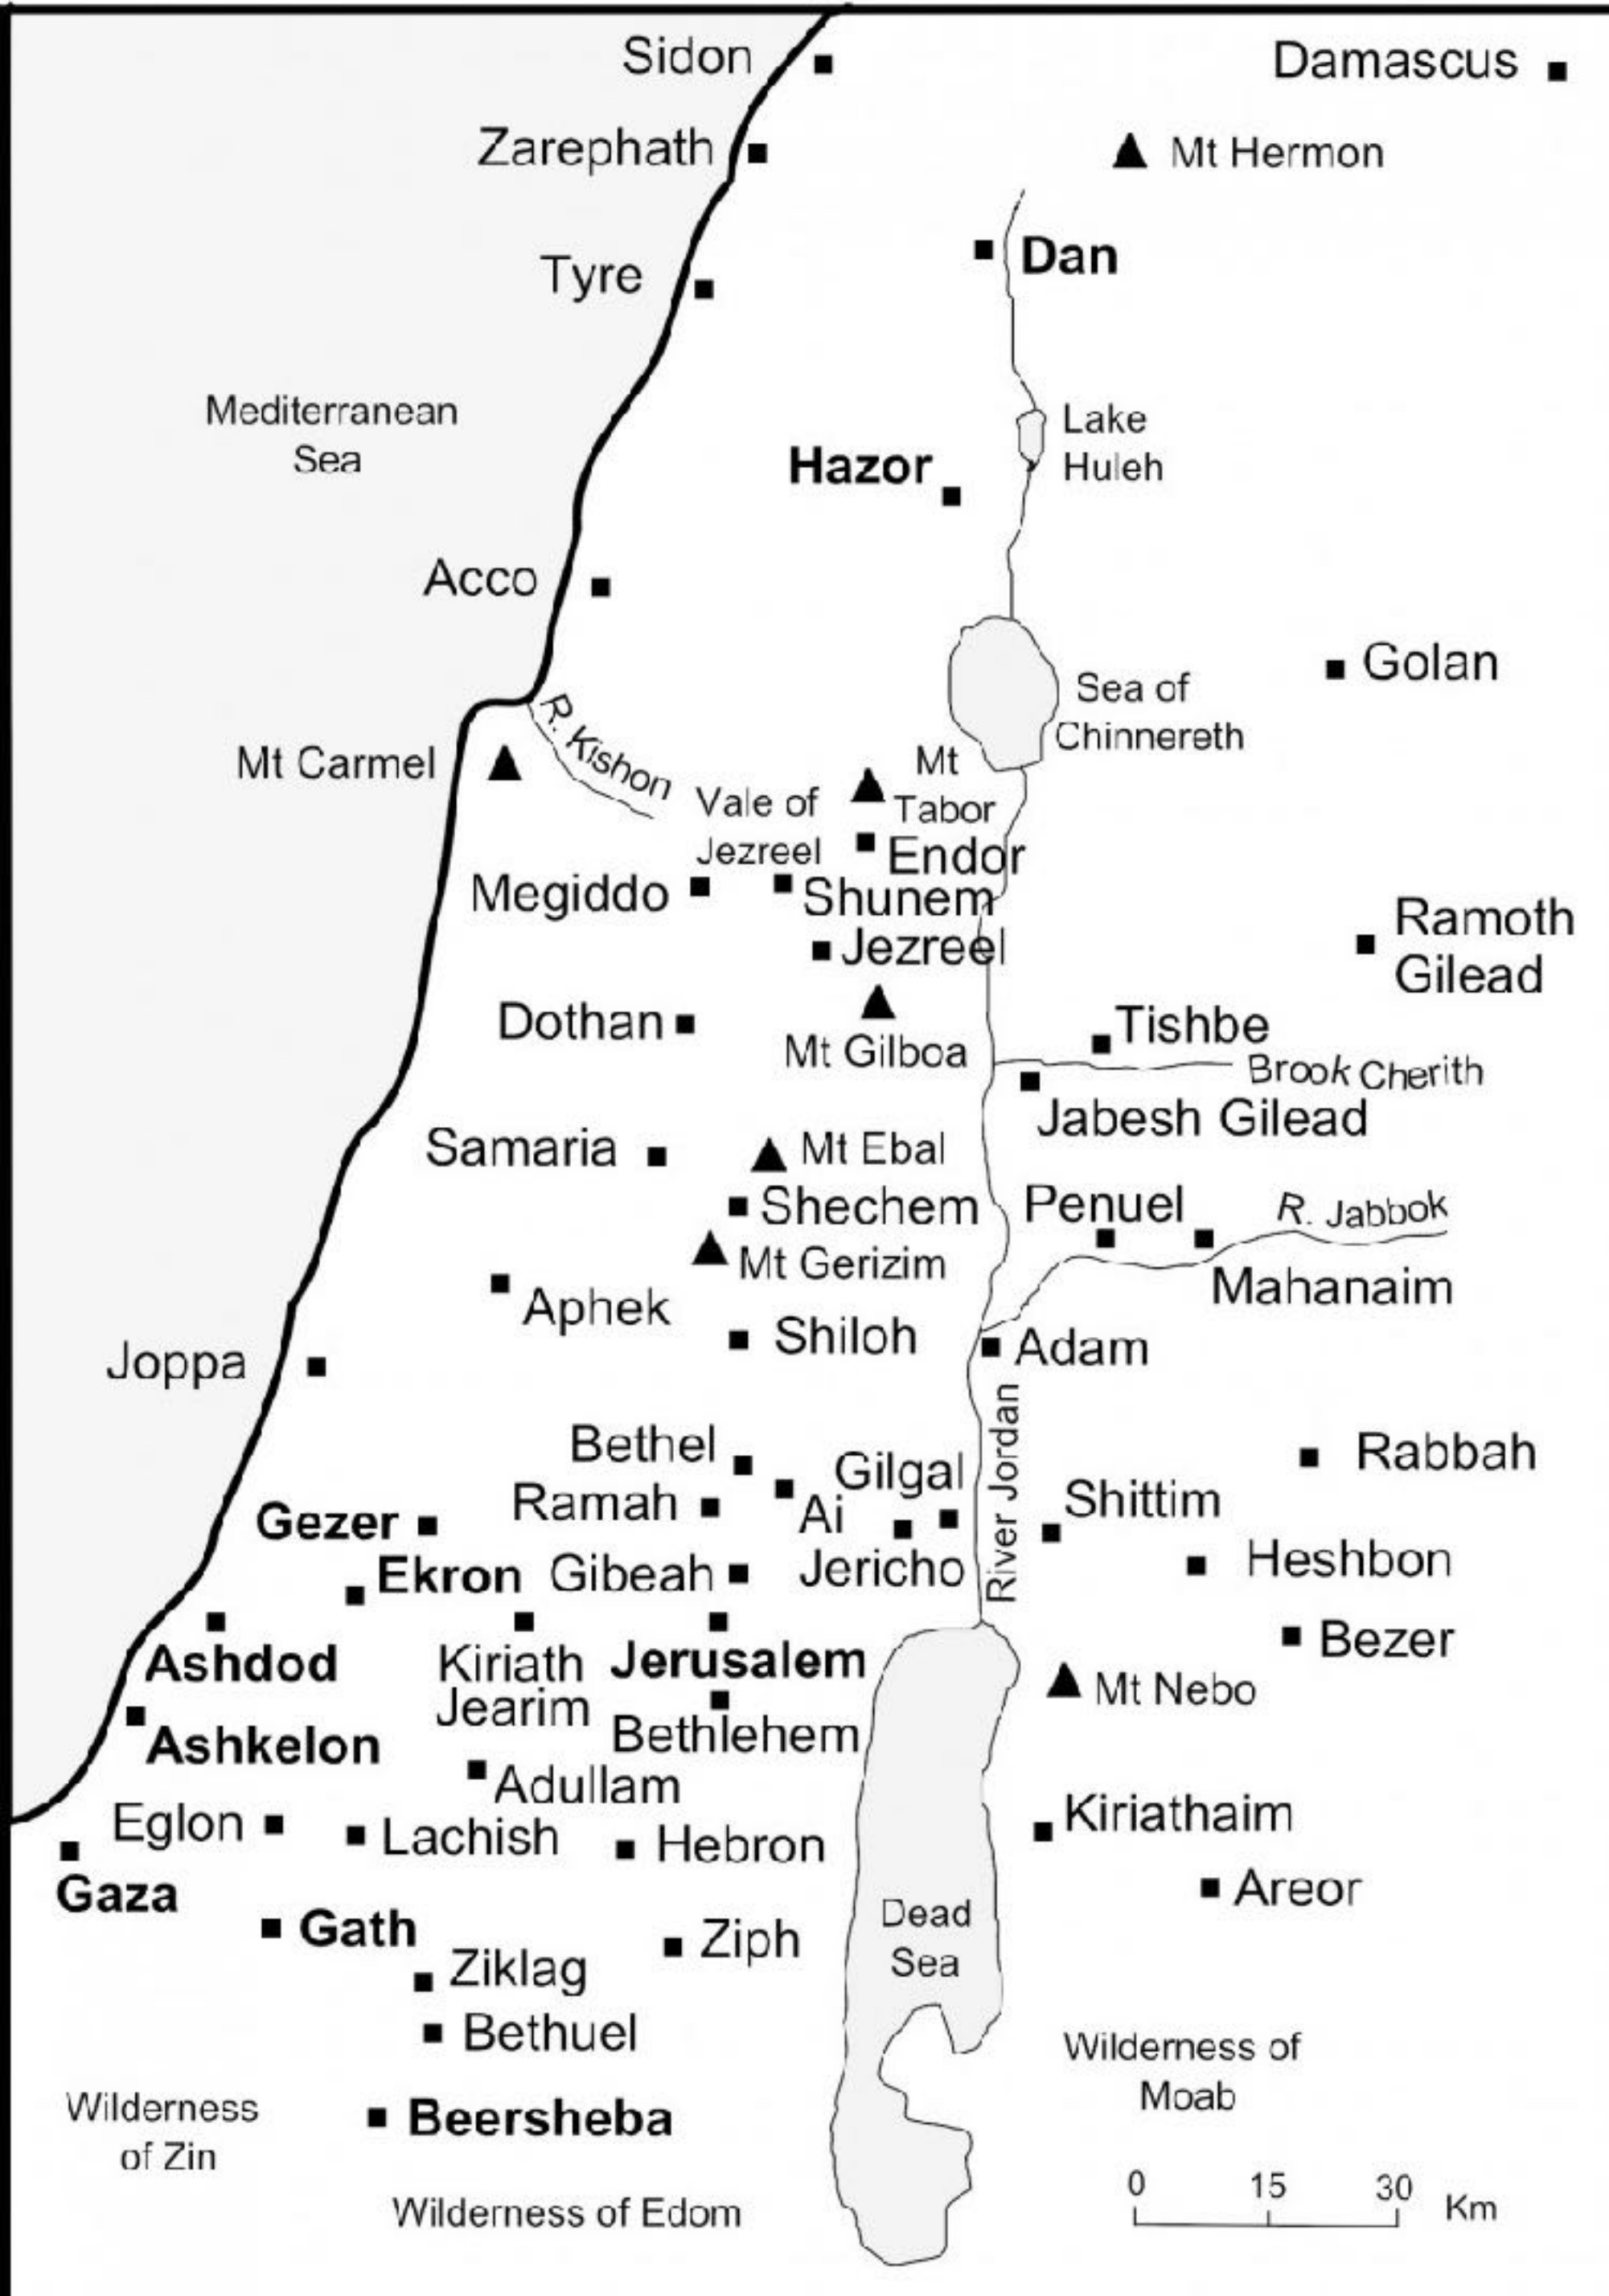 Sidon
Damascus
Zarephath
Mt Hermon
Dan
Tyre
Mediterranean
Sea
Lake
Huleh
Hazor
Acco
Golan
Sea of
Chinnereth
R. Kishon
Mt Carmel
Mt
Tabor
Vale of
Jezreel
Endor
Megiddo
Shunem
Jezreel
Ramoth
Gilead
Dothan
Mt Gilboa
Tishbe
Brook Cherith
Jabesh Gilead
Samaria
Mt Ebal
Shechem
Penuel
R. Jabbok
Mt Gerizim
Mahanaim
Aphek
Shiloh
Adam
Joppa
River Jordan
Bethel
Gilgal
Rabbah
Ramah
Ai
Shittim
Gezer
Ekron
Gibeah
Jericho
Heshbon
Ashdod
Kiriath
Jearim
Jerusalem
Bezer
Mt Nebo
Ashkelon
Bethlehem
Adullam
Eglon
Lachish
Hebron
Kiriathaim
Gaza
Areor
Gath
Ziph
Dead
Sea
Ziklag
Bethuel
Wilderness of
Moab
Wilderness
of Zin
Beersheba
Wilderness of Edom
0 15 30 Km